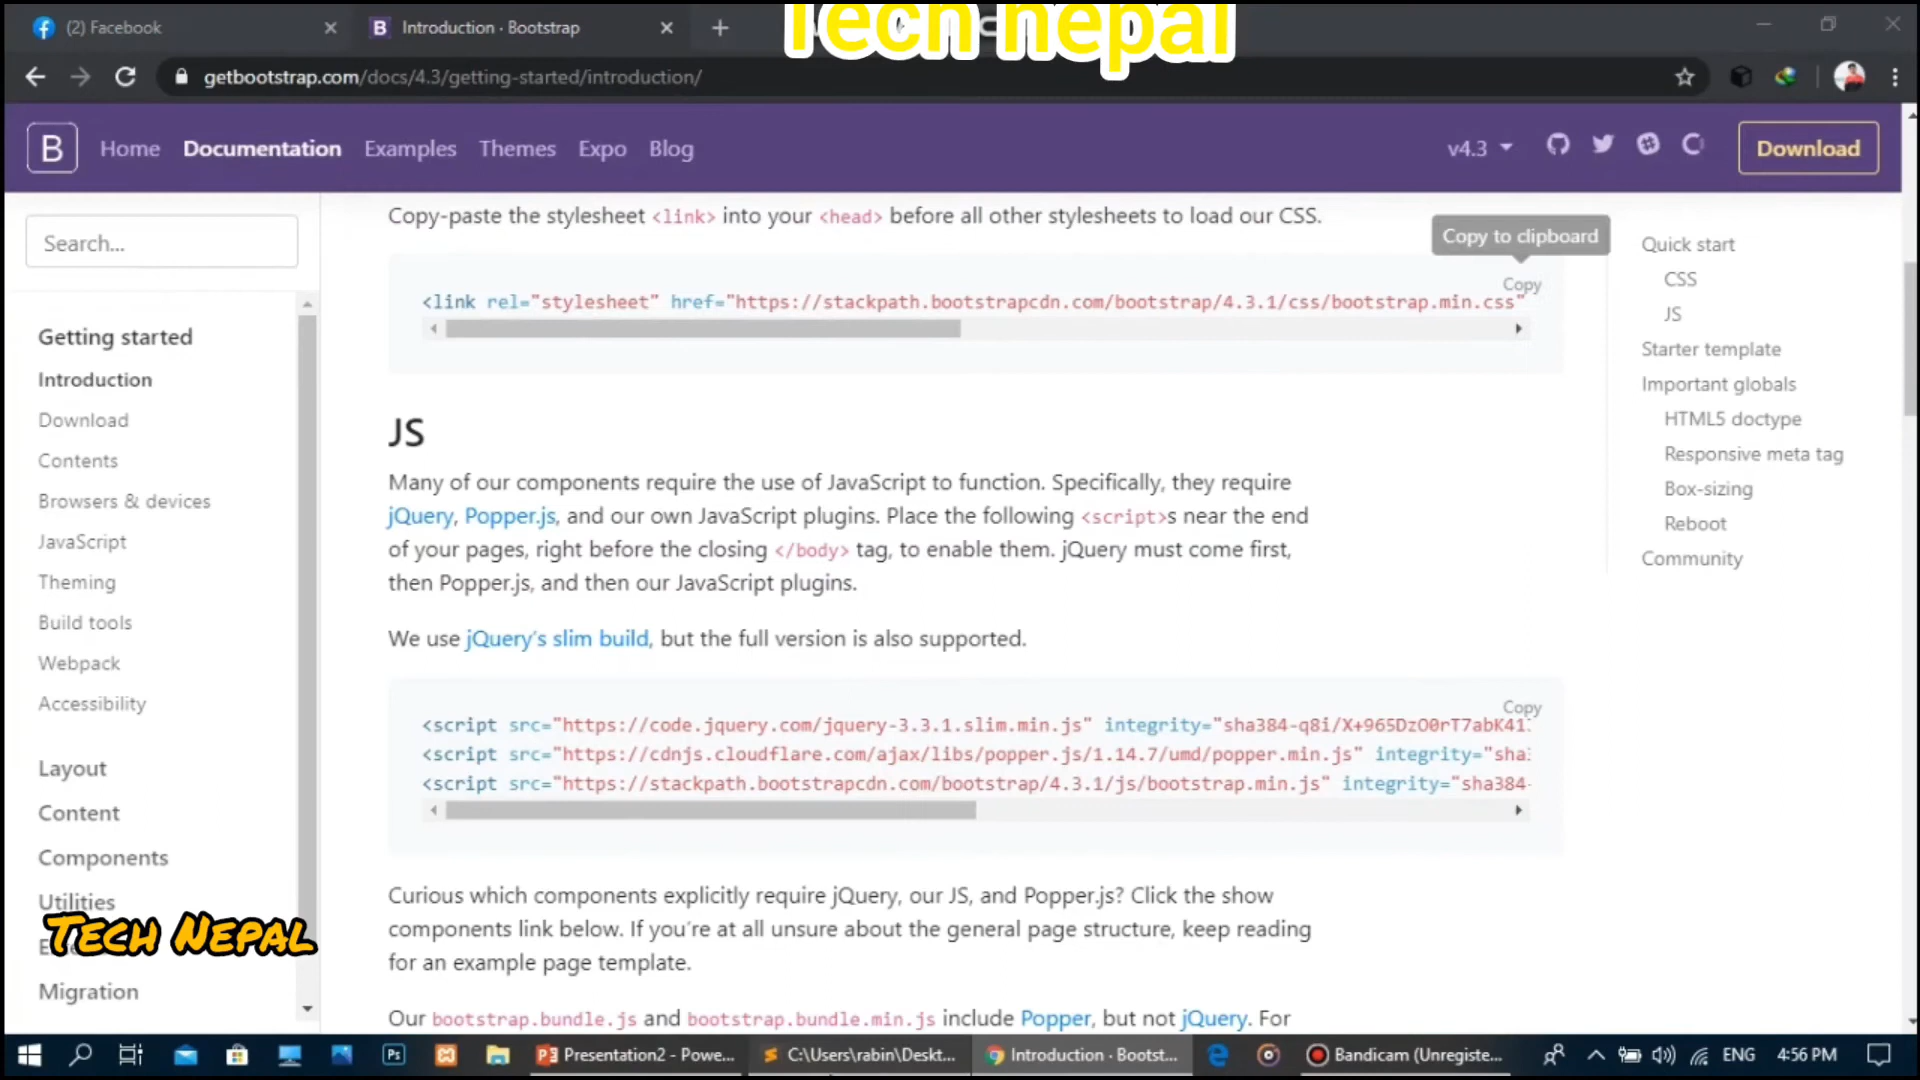 Tech nepal
(2) Facebook
Introduction · Bootstrap
getbootstrap.com/docs/4.3/getting-started/introduction/
B
Home
Documentation
Examples
Themes
Expo
Blog
v4.3
Download
Search...
Getting started
Introduction
Download
Contents
Browsers & devices
JavaScript
Theming
Build tools
Webpack
Accessibility
Layout
Content
Components
Utilities
Tech Nepal
Migration
Copy-paste the stylesheet <link> into your <head> before all other stylesheets to load our CSS.
Copy to clipboard
Copy
<link rel="stylesheet" href="https://stackpath.bootstrapcdn.com/bootstrap/4.3.1/css/bootstrap.min.css"
JS
Many of our components require the use of JavaScript to function. Specifically, they require
jQuery, Popper.js, and our own JavaScript plugins. Place the following <script>s near the end
of your pages, right before the closing </body> tag, to enable them. jQuery must come first,
then Popper.js, and then our JavaScript plugins.
We use jQuery's slim build, but the full version is also supported.
Copy
<script src="https://code.jquery.com/jquery-3.3.1.slim.min.js" integrity="sha384-q8i/X+965DzO0rT7abK41
<script src="https://cdnjs.cloudflare.com/ajax/libs/popper.js/1.14.7/umd/popper.min.js" integrity="sha
<script src="https://stackpath.bootstrapcdn.com/bootstrap/4.3.1/js/bootstrap.min.js" integrity="sha384-
Curious which components explicitly require jQuery, our JS, and Popper.js? Click the show
components link below. If you're at all unsure about the general page structure, keep reading
for an example page template.
Our bootstrap.bundle.js and bootstrap.bundle.min.js include Popper, but not jQuery. For
Quick start
CSS
JS
Starter template
Important globals
HTML5 doctype
Responsive meta tag
Box-sizing
Reboot
Community
Ps
Presentation2 - Powe...
C:\Users\rabin\Deskt...
Introduction · Bootst...
Bandicam (Unregiste...
ENG
4:56 PM